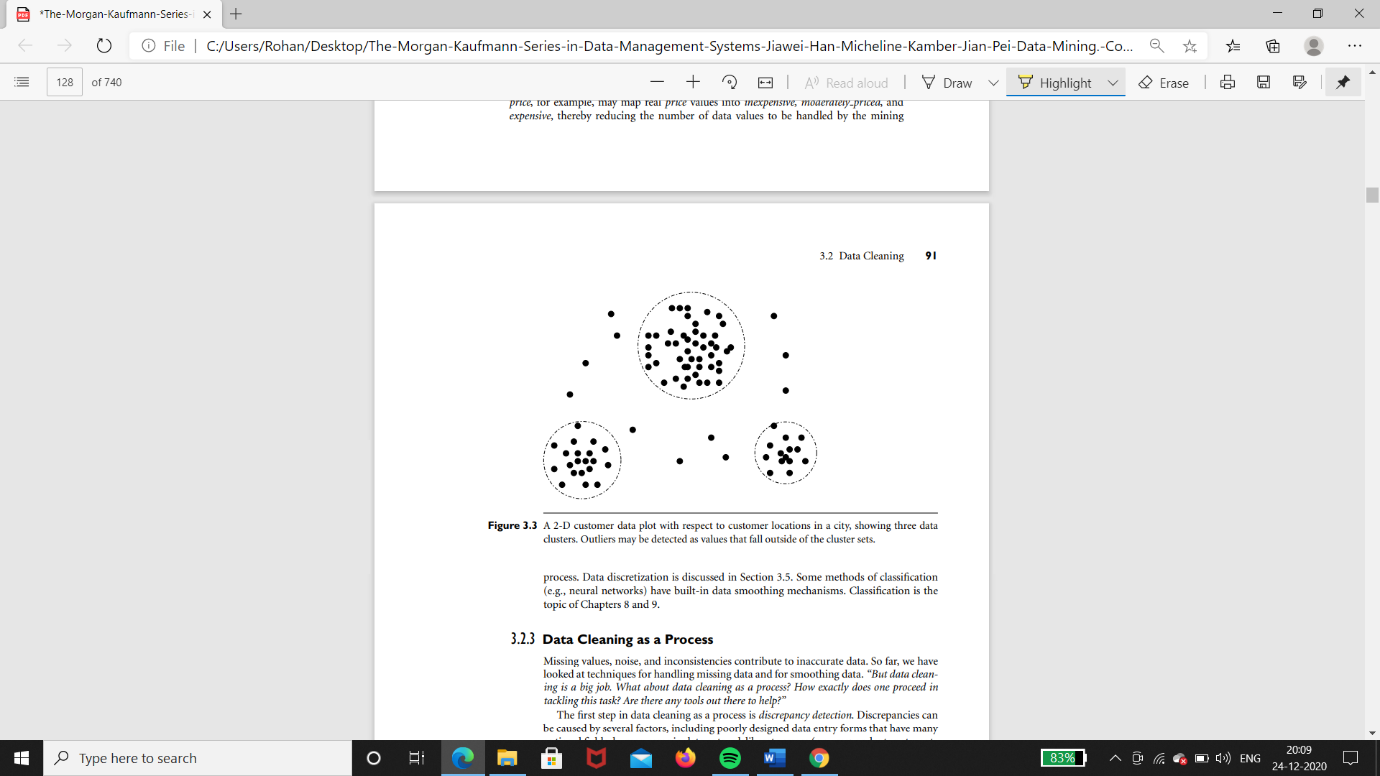 *The-Morgan-Kaufmann-Series-
File | C:/Users/Rohan/Desktop/The-Morgan-Kaufmann-Series-in-Data-Management-Systems-Jiawei-Han-Micheline-Kamber-Jian-Pei-Data-Mining.-Co...
128 of 740
Read aloud
Draw
Highlight
Erase
price, for example, may map real price values into inexpensive, moderately_priced, and
expensive, thereby reducing the number of data values to be handled by the mining
3.2 Data Cleaning 91
Figure 3.3 A 2-D customer data plot with respect to customer locations in a city, showing three data
clusters. Outliers may be detected as values that fall outside of the cluster sets.
process. Data discretization is discussed in Section 3.5. Some methods of classification
(e.g., neural networks) have built-in data smoothing mechanisms. Classification is the
topic of Chapters 8 and 9.
3.2.3 Data Cleaning as a Process
Missing values, noise, and inconsistencies contribute to inaccurate data. So far, we have
looked at techniques for handling missing data and for smoothing data. “But data clean-
ing is a big job. What about data cleaning as a process? How exactly does one proceed in
tackling this task? Are there any tools out there to help?”
The first step in data cleaning as a process is discrepancy detection. Discrepancies can
be caused by several factors, including poorly designed data entry forms that have many
Type here to search
83%
ENG
20:09
24-12-2020